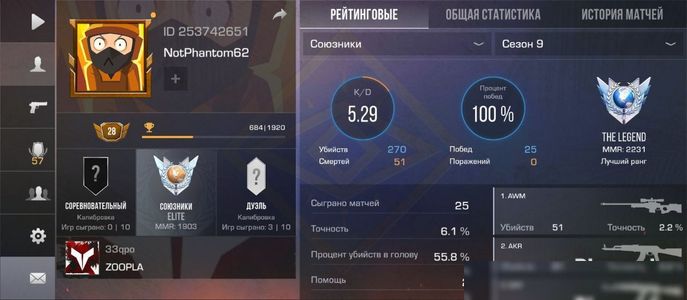 ID 253742651
NotPhantom62
28
684|1920
57
СОРЕВНОВАТЕЛЬНЫЙ
Калибровка
Игр сыграно: 0 | 10
СОЮЗНИКИ
ELITE
MMR: 1903
ДУЭЛЬ
Калибровка
Игр сыграно: 3 | 10
33qpo
ZOOPLA
РЕЙТИНГОВЫЕ
ОБЩАЯ СТАТИСТИКА
ИСТОРИЯ МАТЧЕЙ
Союзники
Сезон 9
K/D
5.29
Убийств 270
Смертей 51
Процент побед
100 %
Побед 25
Поражений 0
THE LEGEND
MMR: 2231
Лучший ранг
Сыграно матчей 25
Точность 6.1 %
Процент убийств в голову 55.8 %
Помощь
1. AWM
Убийств 51 Точность 2.2 %
2. AKR